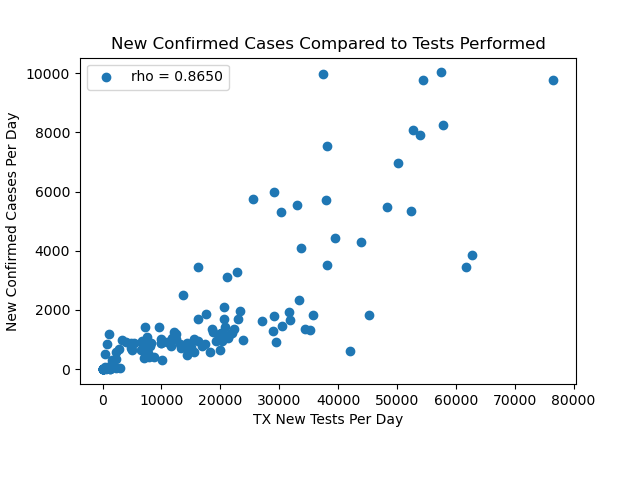 New Confirmed Cases Compared to Tests Performed
rho = 0.8650
10000
8000
6000
4000
2000
0
New Confirmed Caeses Per Day
0 10000 20000 30000 40000 50000 60000 70000 80000
TX New Tests Per Day